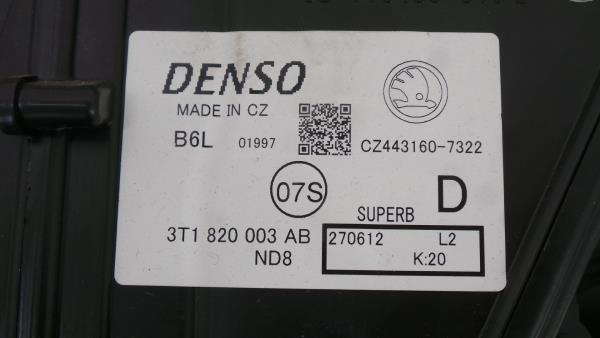 DENSO
MADE IN CZ
B6L 01997 CZ443160-7322
07S D
SUPERB
3T1 820 003 AB 270612 L2
ND8 K:20